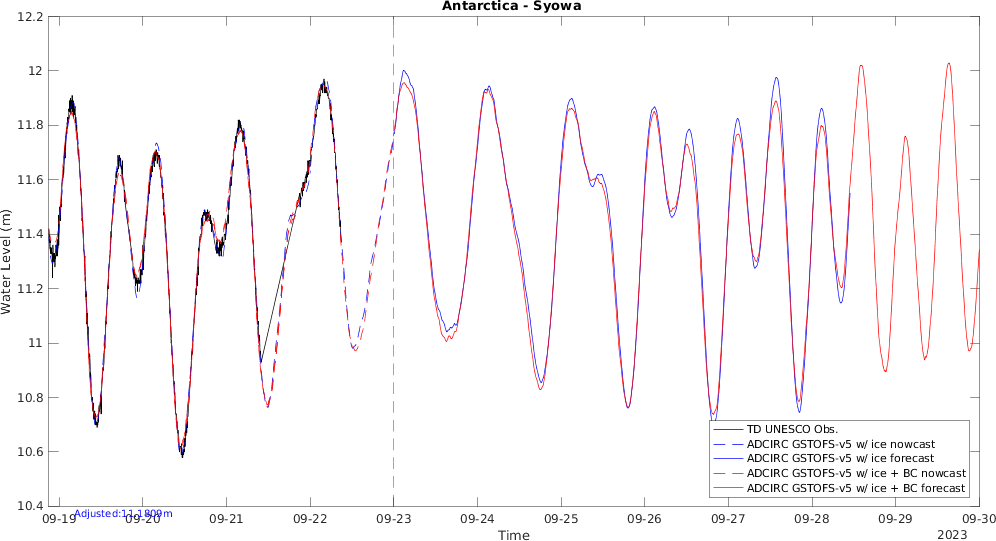 Antarctica - Syowa
Water Level (m)
12.2
12
11.8
11.6
11.4
11.2
11
10.8
10.6
10.4
TD UNESCO Obs.
ADCIRC GSTOFS-v5 w/ ice nowcast
ADCIRC GSTOFS-v5 w/ ice forecast
ADCIRC GSTOFS-v5 w/ ice + BC nowcast
ADCIRC GSTOFS-v5 w/ ice + BC forecast
Adjusted:11.1809m
09-19 09-20 09-21 09-22 09-23 09-24 09-25 09-26 09-27 09-28 09-29 09-30
Time
2023